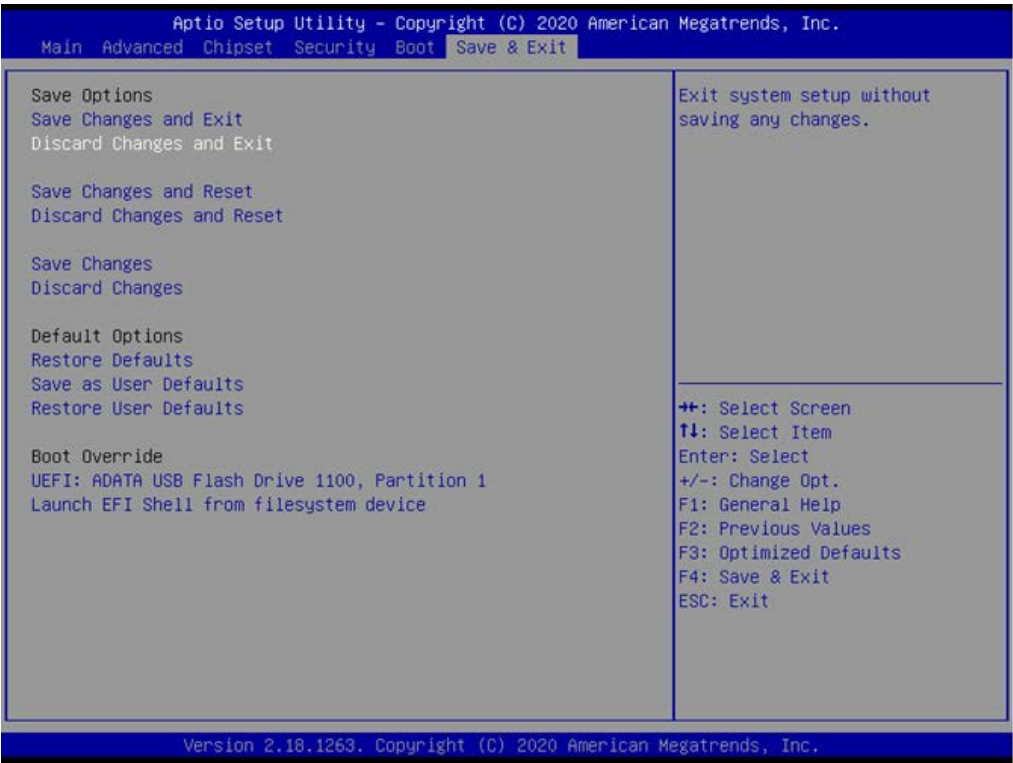 Aptio Setup Utility – Copyright (C) 2020 American Megatrends, Inc.
Main Advanced Chipset Security Boot Save & Exit
Save Options
Save Changes and Exit
Discard Changes and Exit
Save Changes and Reset
Discard Changes and Reset
Save Changes
Discard Changes
Default Options
Restore Defaults
Save as User Defaults
Restore User Defaults
Boot Override
UEFI: ADATA USB Flash Drive 1100, Partition 1
Launch EFI Shell from filesystem device
Exit system setup without
saving any changes.
→←: Select Screen
↑↓: Select Item
Enter: Select
+/-: Change Opt.
F1: General Help
F2: Previous Values
F3: Optimized Defaults
F4: Save & Exit
ESC: Exit
Version 2.18.1263. Copyright (C) 2020 American Megatrends, Inc.